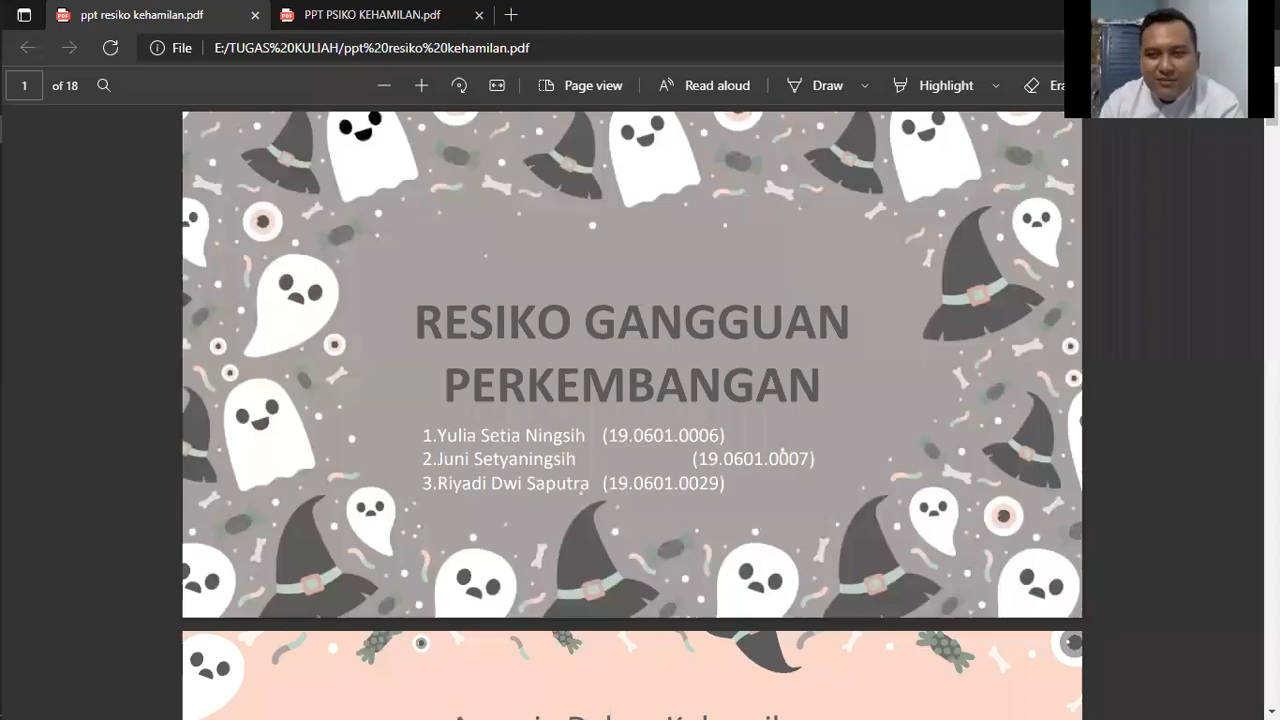 ppt resiko kehamilan.pdf
PPT PSIKO KEHAMILAN.pdf
File
E:/TUGAS%20KULIAH/ppt%20resiko%20kehamilan.pdf
1 of 18
Page view
Read aloud
Draw
Highlight
RESIKO GANGGUAN
PERKEMBANGAN
1.Yulia Setia Ningsih (19.0601.0006)
2.Juni Setyaningsih (19.0601.0007)
3.Riyadi Dwi Saputra (19.0601.0029)